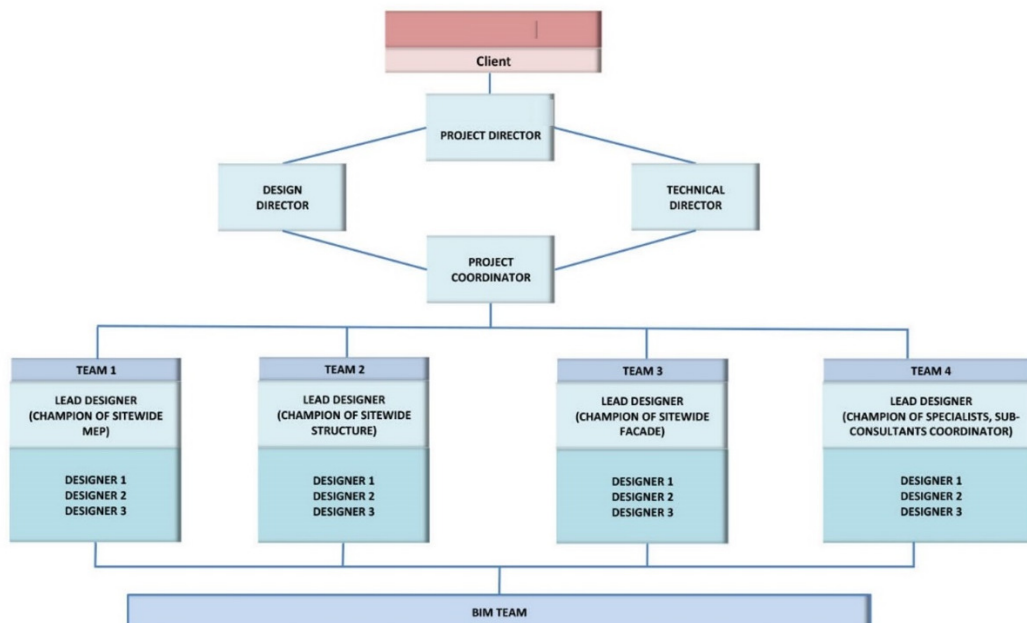 Client
PROJECT DIRECTOR
DESIGN
DIRECTOR
TECHNICAL
DIRECTOR
PROJECT
COORDINATOR
TEAM 1
LEAD DESIGNER
(CHAMPION OF SITEWIDE
MEP)
DESIGNER 1
DESIGNER 2
DESIGNER 3
TEAM 2
LEAD DESIGNER
(CHAMPION OF SITEWIDE
STRUCTURE)
DESIGNER 1
DESIGNER 2
DESIGNER 3
TEAM 3
LEAD DESIGNER
(CHAMPION OF SITEWIDE
FACADE)
DESIGNER 1
DESIGNER 2
DESIGNER 3
TEAM 4
LEAD DESIGNER
(CHAMPION OF SPECIALISTS, SUB-
CONSULTANTS COORDINATOR)
DESIGNER 1
DESIGNER 2
DESIGNER 3
BIM TEAM